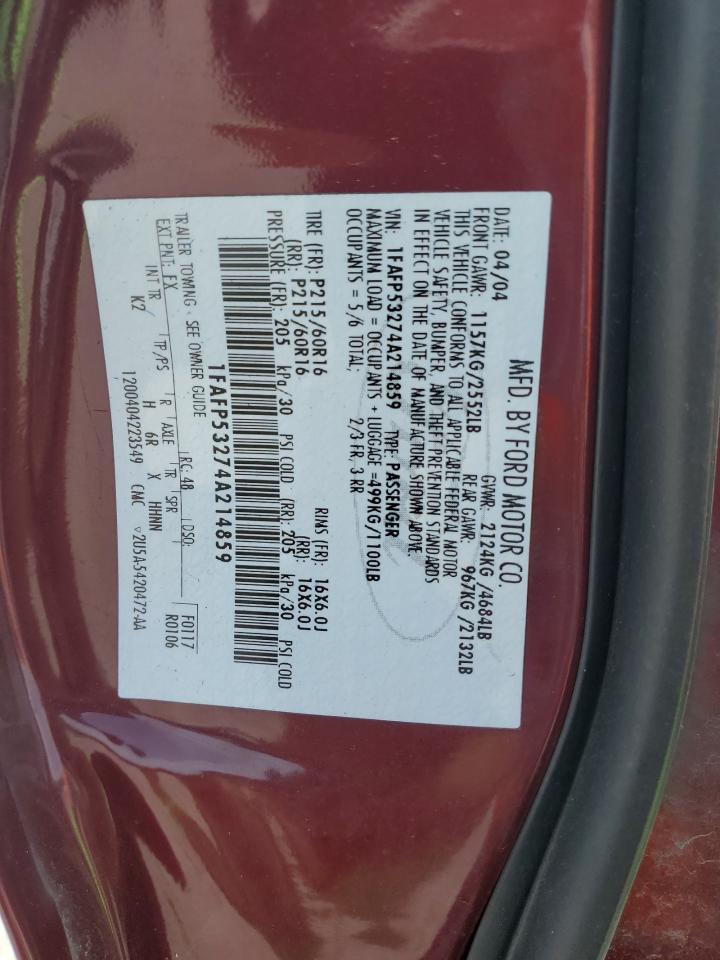 MFD. BY FORD MOTOR CO.
DATE: 04/04 GVWR: 2124KG /4684LB
FRONT GAWR: 1157KG/2552LB REAR GAWR: 967KG /2132LB
THIS VEHICLE CONFORMS TO ALL APPLICABLE FEDERAL MOTOR
VEHICLE SAFETY, BUMPER, AND THEFT PREVENTION STANDARDS
IN EFFECT ON THE DATE OF MANUFACTURE SHOWN ABOVE.
VIN: 1FAFP53274A214859 TYPE: PASSENGER
MAXIMUM LOAD = OCCUPANTS + LUGGAGE =499KG/1100LB
OCCUPANTS = 5/6 TOTAL; 2/3 FR, 3 RR
TIRE (FR): P215/60R16 RIMS (FR): 16X6.0J
(RR): P215/60R16 (RR): 16X6.0J
PRESSURE (FR): 205 kPa/30 PSI COLD (RR): 205 kPa/30 PSI COLD
1FAFP53274A214859
TRAILER TOWING - SEE OWNER GUIDE
EXT PNT: FX RC: 48 DSO: F0117
R0106
INT TR TP/PS R AXLE TR SPR
K2 H 6R X HHNN
1200404223549 CMC ▽2U5A-5420472-AA